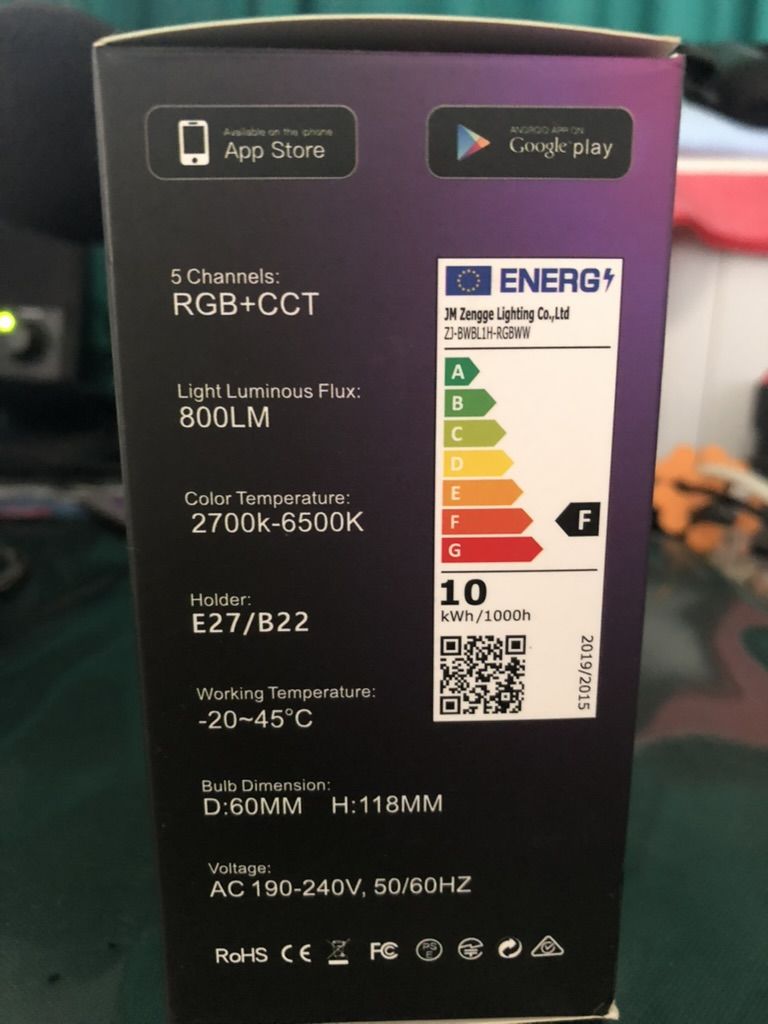 Available on the iphone
App Store
ANDROID APP ON
Google play
5 Channels:
RGB+CCT
Light Luminous Flux:
800LM
Color Temperature:
2700k-6500K
Holder:
E27/B22
Working Temperature:
-20~45°C
Bulb Dimension:
D:60MM H:118MM
Voltage:
AC 190-240V, 50/60HZ
RoHS CE FC PS E
ENERG
JM Zengge Lighting Co.,Ltd
ZJ-BWBL1H-RGBWW
A
B
C
D
E
F
F
G
10
kWh/1000h
2019/2015